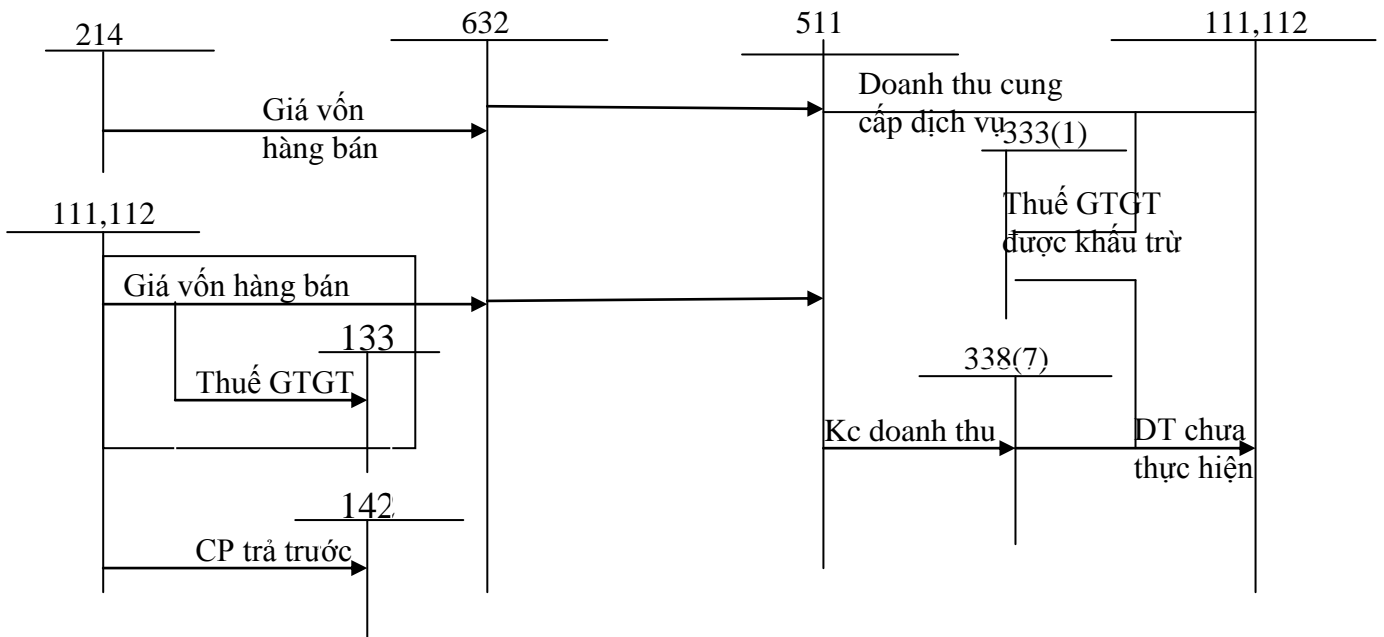 214
632
511
111,112
Giá vốn
hàng bán
Doanh thu cung
cấp dịch vụ
333(1)
Thuế GTGT
được khấu trừ
111,112
Giá vốn hàng bán
133
Thuế GTGT
338(7)
Kc doanh thu
DT chưa
thực hiện
142
CP trả trước